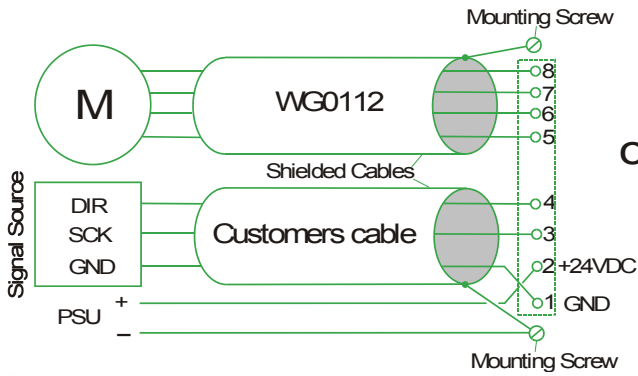 Mounting Screw
8
7
M
WG0112
6
5
Shielded Cables
Signal Source
DIR
4
SCK
Customers cable
3
GND
2 +24VDC
+
1 GND
PSU
–
Mounting Screw